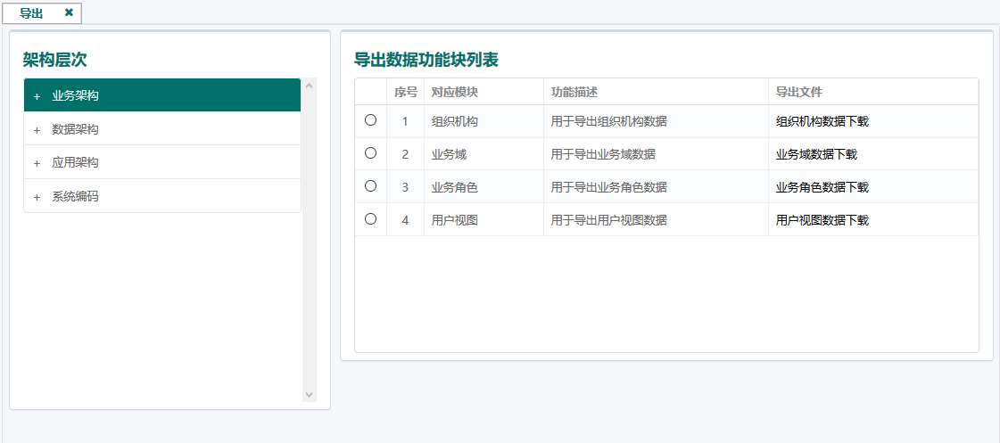 导出 ✖
架构层次
+ 业务架构
+ 数据架构
+ 应用架构
+ 系统编码
导出数据功能块列表
序号 对应模块 功能描述 导出文件
1 组织机构 用于导出组织机构数据 组织机构数据下载
2 业务域 用于导出业务域数据 业务域数据下载
3 业务角色 用于导出业务角色数据 业务角色数据下载
4 用户视图 用于导出用户视图数据 用户视图数据下载